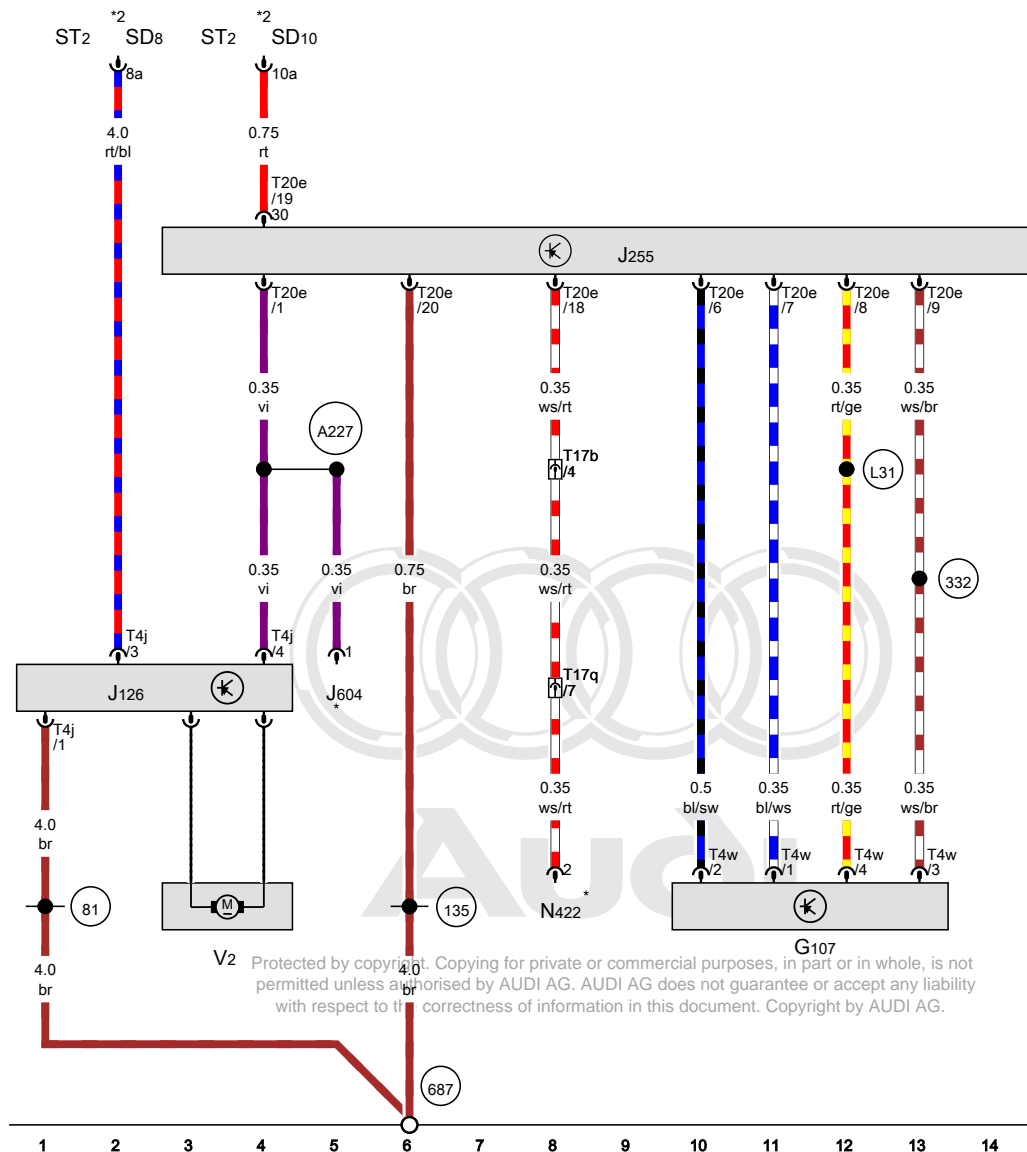 *2 *2
ST2 SD8 ST2 SD10
8a 10a
4.0 0.75
rt/bl rt
T20e
/19
30
J255
T20e T20e T20e T20e T20e T20e T20e
/1 /20 /18 /6 /7 /8 /9
0.35 0.35 0.35 0.35
vi ws/rt rt/ge ws/br
A227
T17b
/4
L31
0.35 0.35 0.75 0.35
vi vi br ws/rt
332
T4j T4j
/3 /4 1
T17q
/7
J126 J604
*
T4j
/1
4.0 0.35 0.5 0.35 0.35 0.35
br ws/rt bl/sw bl/ws rt/ge ws/br
T4w T4w T4w T4w
2 /2 /1 /4 /3
M
81 135 N422 *
Audi
V2 G107
Protected by copyright. Copying for private or commercial purposes, in part or in whole, is not
permitted unless authorised by AUDI AG. AUDI AG does not guarantee or accept any liability
with respect to the correctness of information in this document. Copyright by AUDI AG.
4.0 4.0
br br
687
1 2 3 4 5 6 7 8 9 10 11 12 13 14